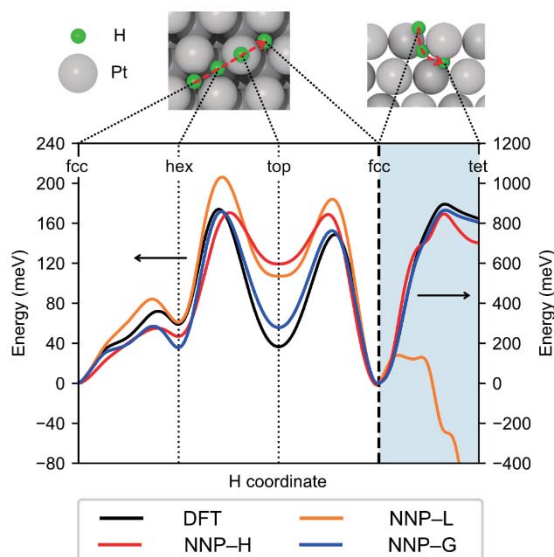 H
Pt
240
200
160
120
80
40
0
−40
−80
Energy (meV)
fcc
hex
top
fcc
tet
1200
1000
800
600
400
200
0
−200
−400
Energy (meV)
H coordinate
DFT
NNP–L
NNP–H
NNP–G